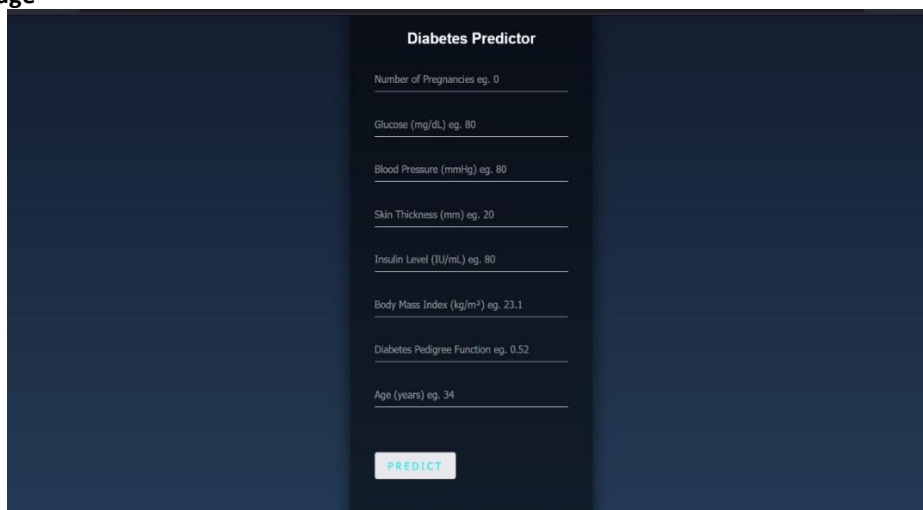 Diabetes Predictor
Number of Pregnancies eg. 0
Glucose (mg/dL) eg. 80
Blood Pressure (mmHg) eg. 80
Skin Thickness (mm) eg. 20
Insulin Level (IU/mL) eg. 80
Body Mass Index (kg/m²) eg. 23.1
Diabetes Pedigree Function eg. 0.52
Age (years) eg. 34
PREDICT